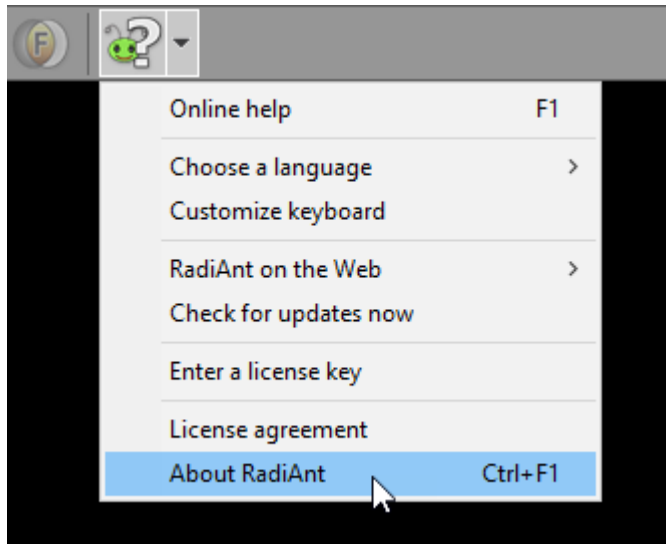 F
Online help F1
Choose a language
Customize keyboard
RadiAnt on the Web
Check for updates now
Enter a license key
License agreement
About RadiAnt Ctrl+F1